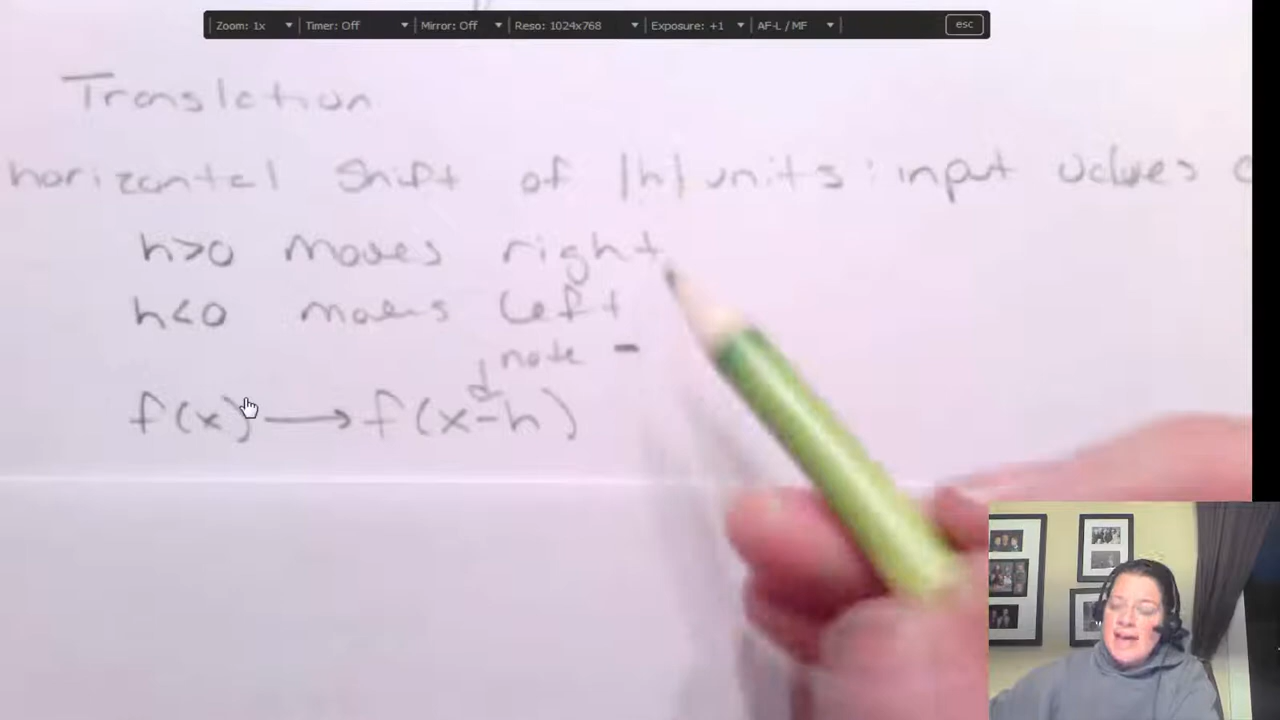 Zoom: 1x Timer: Off Mirror: Off Reso: 1024x768 Exposure: +1 AF-L / MF esc
Translation
horizontal shift of |h| units: input values
h>0 moves right
h<0 moves left
note -
f(x) → f(x-h)